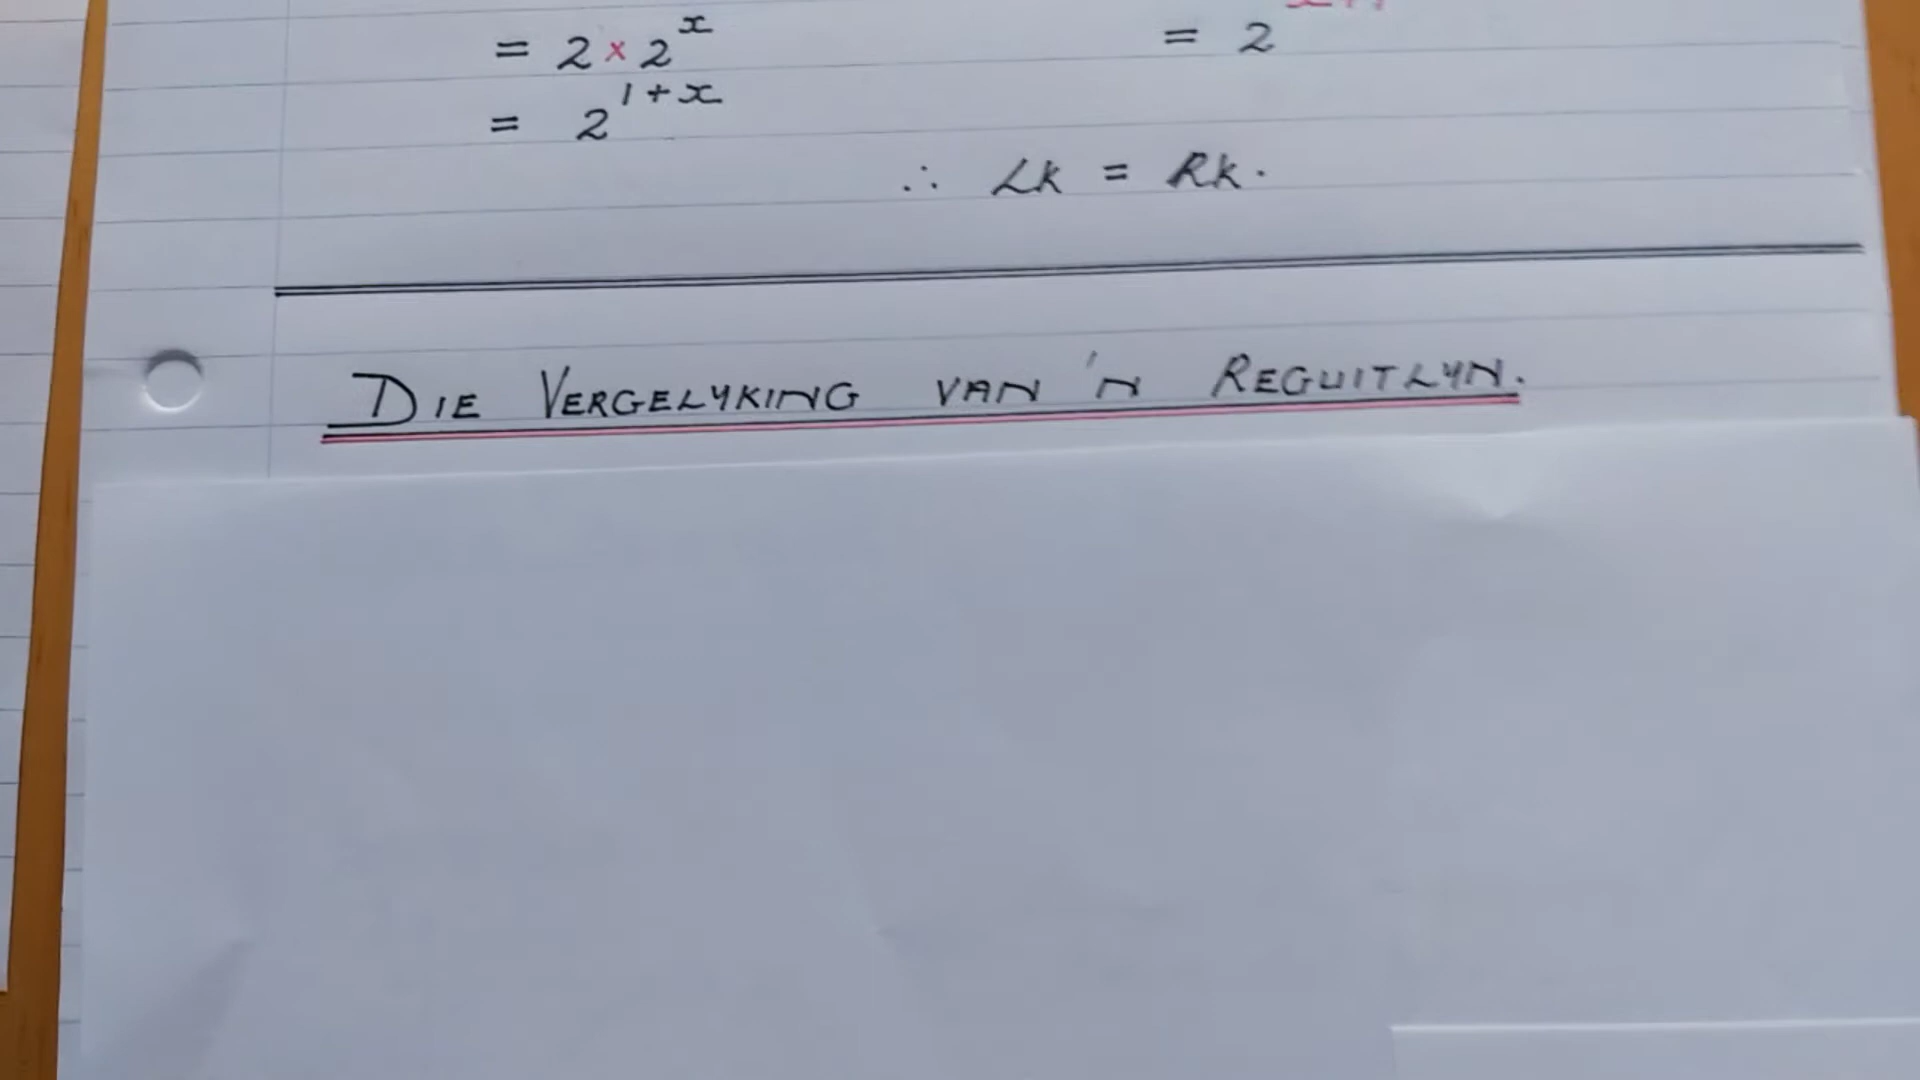 = 2 × 2^x
= 2
= 2^{1+x}
∴ LK = RK.
DIE VERGELYKING VAN 'N REGUITLYN.